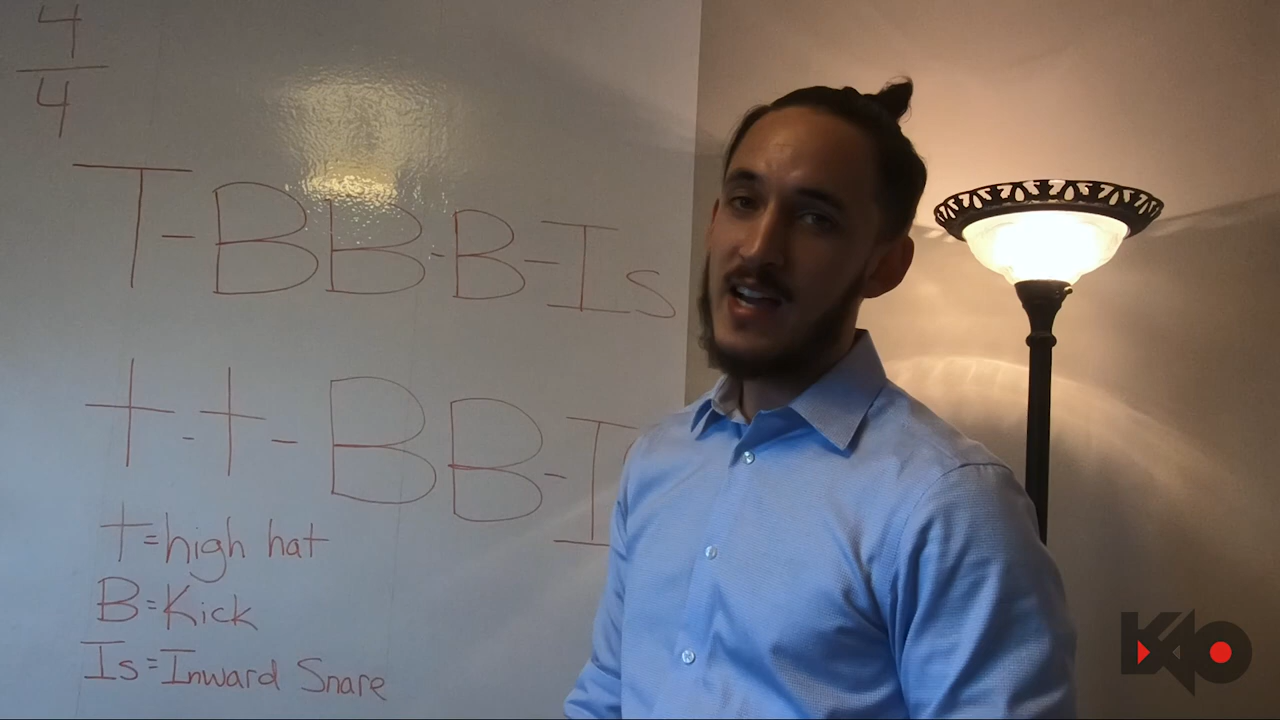 4
4
T-BB-B-Is
t-t-BB-I
t=high hat
B=Kick
Is=Inward Snare